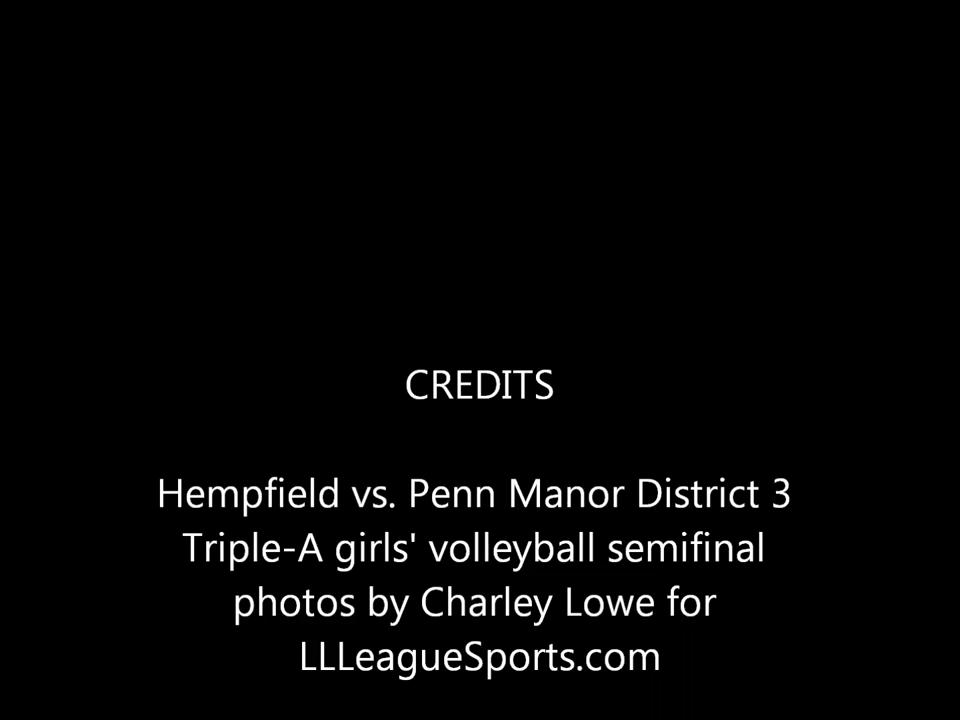 CREDITS
Hempfield vs. Penn Manor District 3
Triple-A girls' volleyball semifinal
photos by Charley Lowe for
LLLeagueSports.com